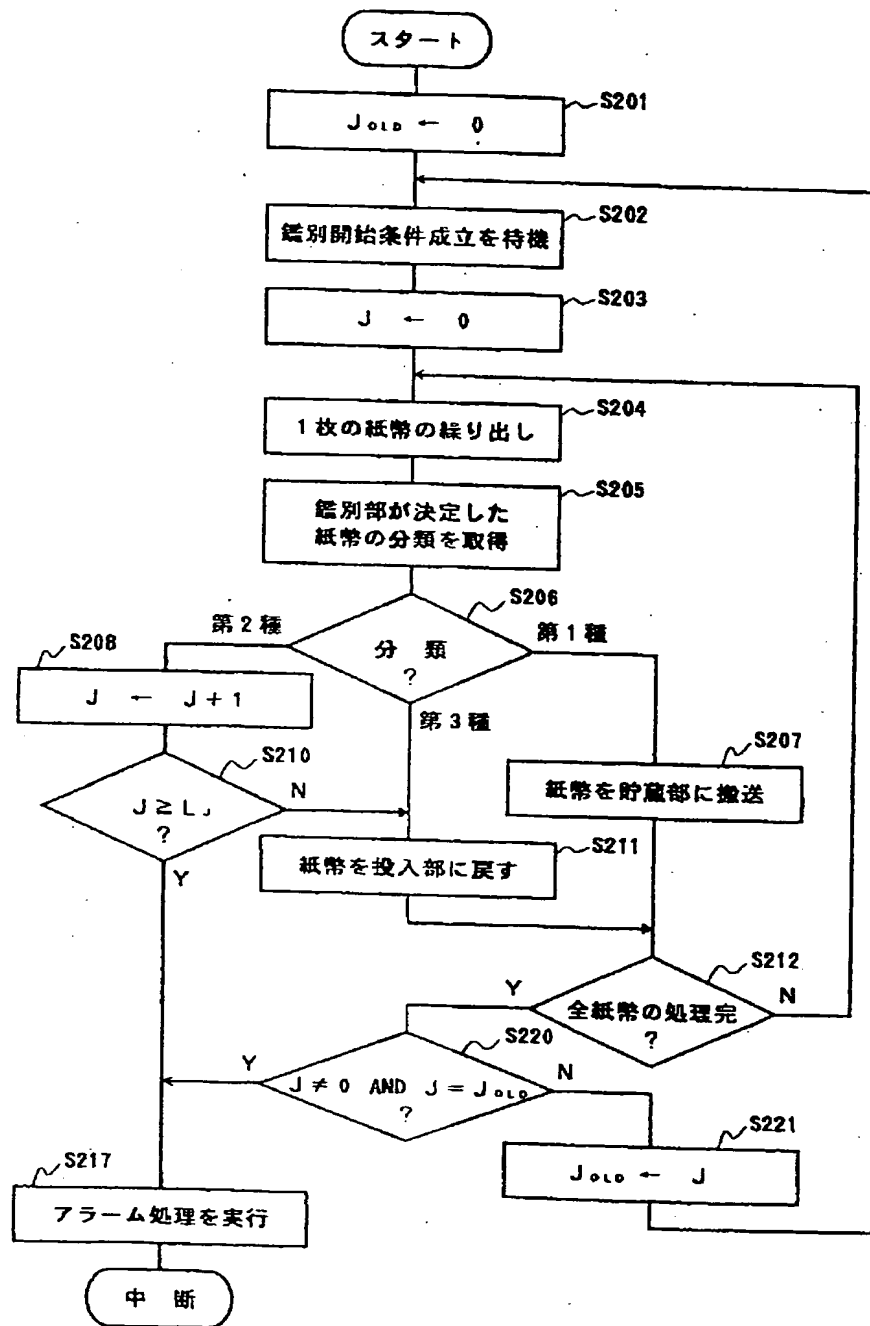 スタート
S201
J OLD ← 0
S202
鑑別開始条件成立を待機
S203
J ← 0
S204
1枚の紙幣の繰り出し
S205
鑑別部が決定した
紙幣の分類を取得
S206
分類
?
第2種
第1種
第3種
S208
J ← J+1
S207
紙幣を貯蔵部に搬送
S210
J≧LJ
?
N
Y
S211
紙幣を投入部に戻す
S212
全紙幣の処理完
?
Y
N
S220
J≠0 AND J=J OLD
?
Y
N
S221
J OLD ← J
S217
アラーム処理を実行
中断